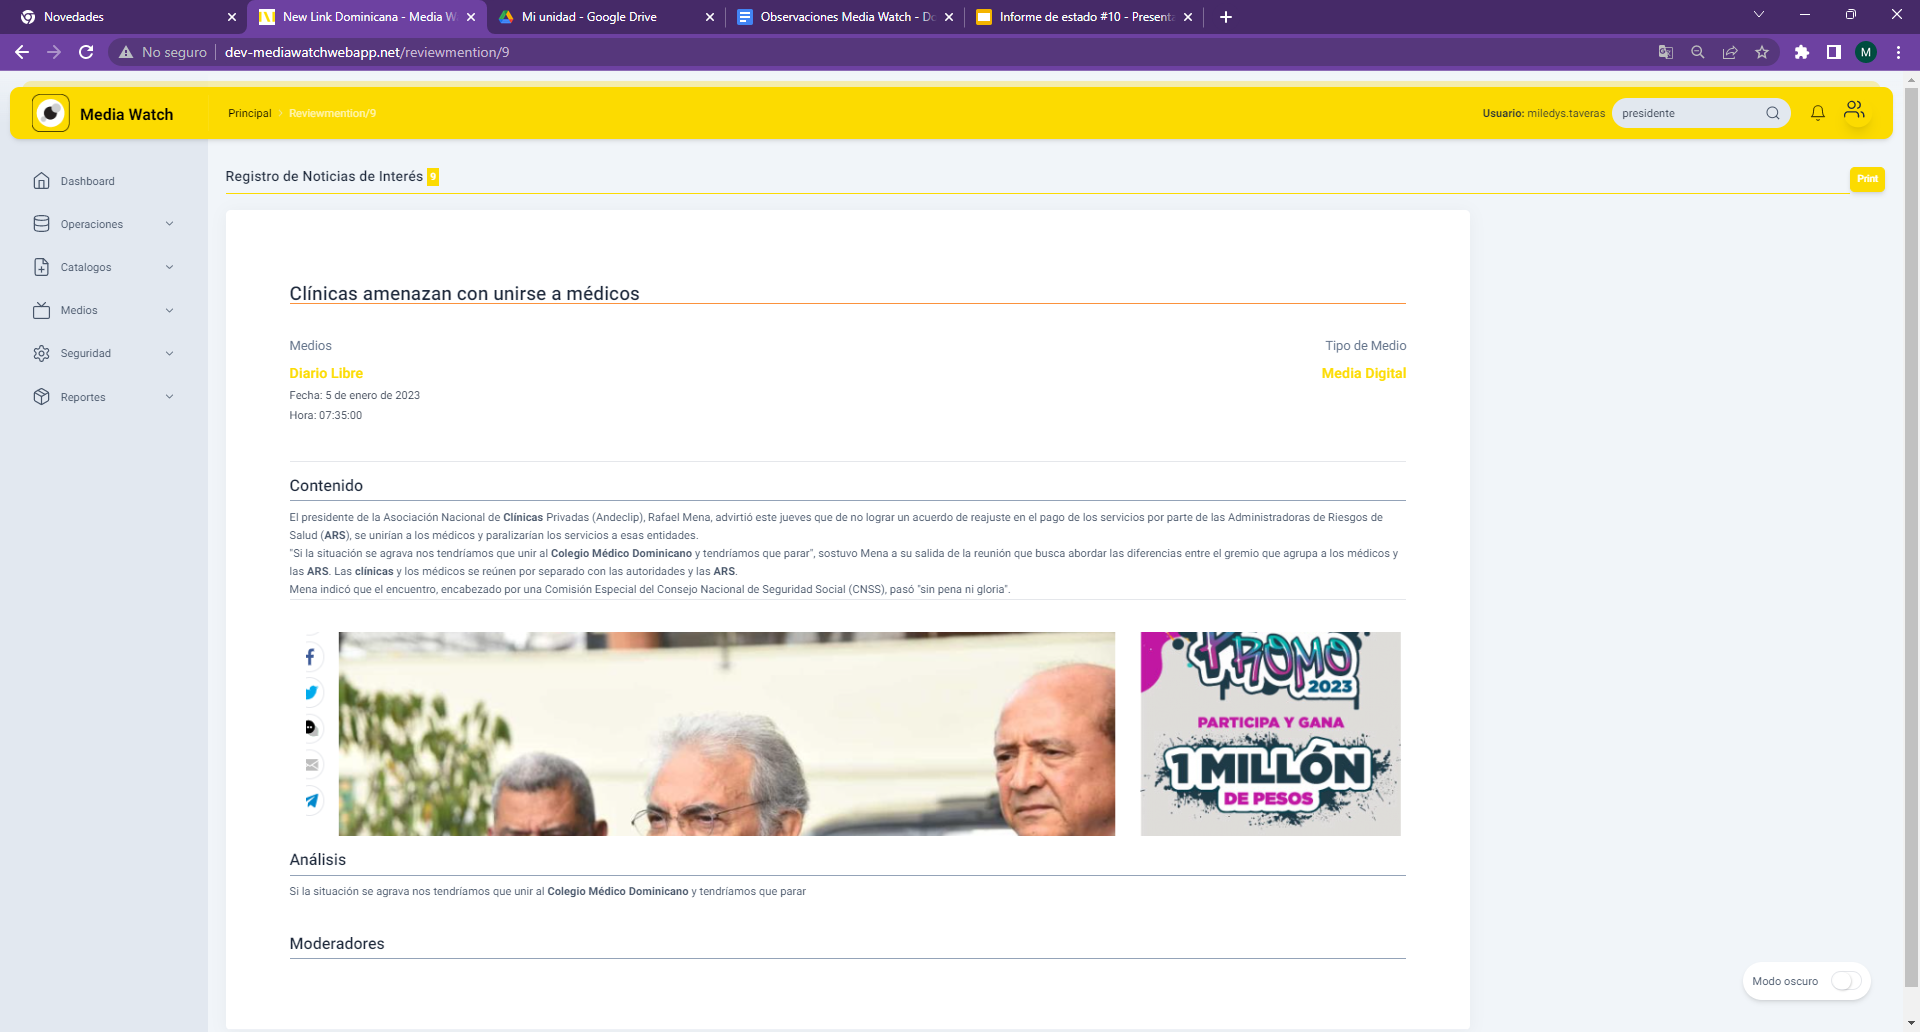 Novedades
New Link Dominicana - Media W
Mi unidad - Google Drive
Observaciones Media Watch - Do
Informe de estado #10 - Present
No seguro
dev-mediawatchwebapp.net/reviewmention/9
M
Media Watch
Principal
Reviewmention/9
Usuario: miledys.taveras
presidente
Dashboard
Operaciones
Catalogos
Medios
Seguridad
Reportes
Registro de Noticias de Interés 9
Print
Clínicas amenazan con unirse a médicos
Medios
Tipo de Medio
Diario Libre
Media Digital
Fecha: 5 de enero de 2023
Hora: 07:35:00
Contenido
El presidente de la Asociación Nacional de Clínicas Privadas (Andeclip), Rafael Mena, advirtió este jueves que de no lograr un acuerdo de reajuste en el pago de los servicios por parte de las Administradoras de Riesgos de
Salud (ARS), se unirían a los médicos y paralizarían los servicios a esas entidades.
"Si la situación se agrava nos tendríamos que unir al Colegio Médico Dominicano y tendríamos que parar", sostuvo Mena a su salida de la reunión que busca abordar las diferencias entre el gremio que agrupa a los médicos y
las ARS. Las clínicas y los médicos se reúnen por separado con las autoridades y las ARS.
Mena indicó que el encuentro, encabezado por una Comisión Especial del Consejo Nacional de Seguridad Social (CNSS), pasó "sin pena ni gloria".
PROMO
2023
PARTICIPA Y GANA
1 MILLÓN
DE PESOS
Análisis
Si la situación se agrava nos tendríamos que unir al Colegio Médico Dominicano y tendríamos que parar
Moderadores
Modo oscuro